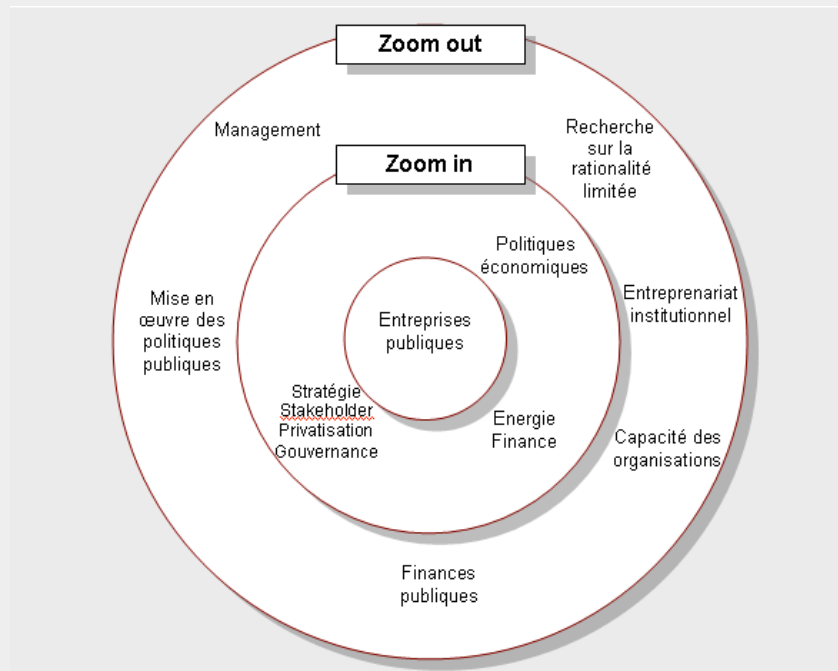 Zoom out
Management
Recherche
sur la
rationalité
limitée
Zoom in
Politiques
économiques
Mise en
œuvre des
politiques
publiques
Entreprises
publiques
Entreprenariat
institutionnel
Stratégie
Stakeholder
Privatisation
Gouvernance
Energie
Finance
Capacité des
organisations
Finances
publiques